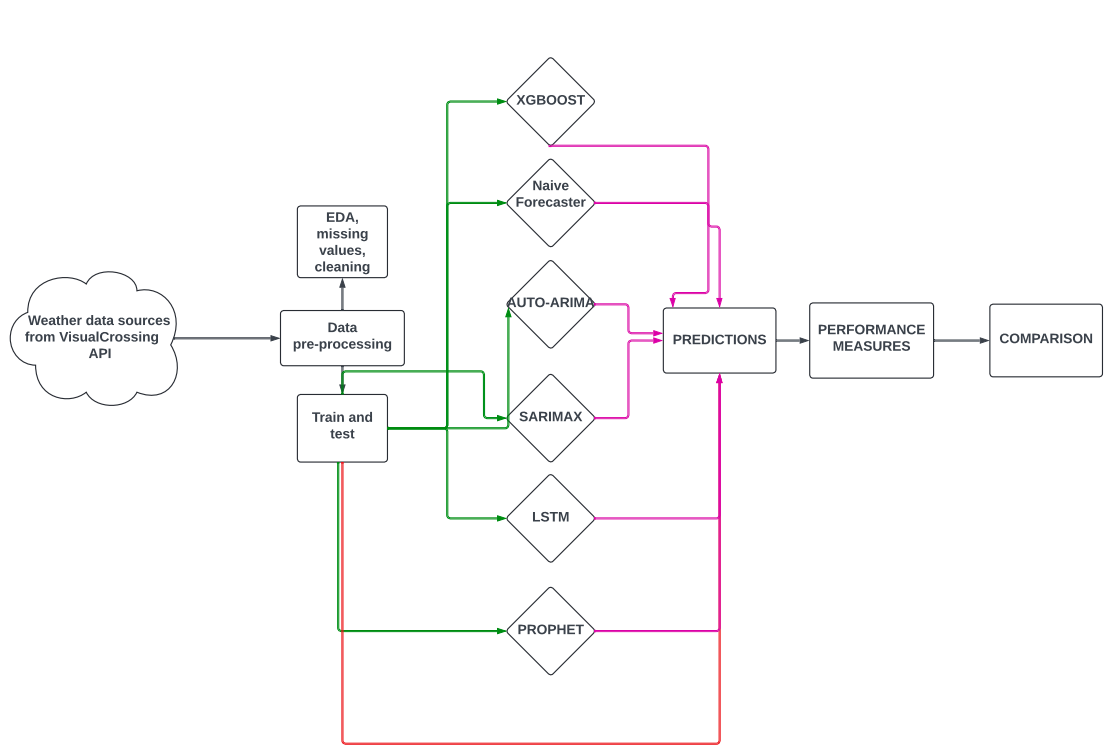 XGBOOST
Naive
Forecaster
EDA,
missing
values,
cleaning
AUTO-ARIMA
Weather data sources
from VisualCrossing
API
Data
pre-processing
PREDICTIONS
PERFORMANCE
MEASURES
COMPARISON
Train and
test
SARIMAX
LSTM
PROPHET